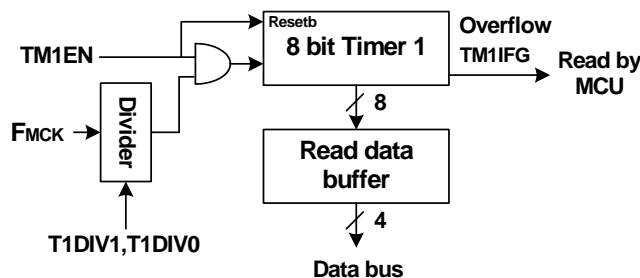 Resetb
Overflow
TM1EN
8 bit Timer 1
TM1IFG
Read by
MCU
Divider
8
FMCK
Read data
buffer
4
T1DIV1,T1DIV0
Data bus